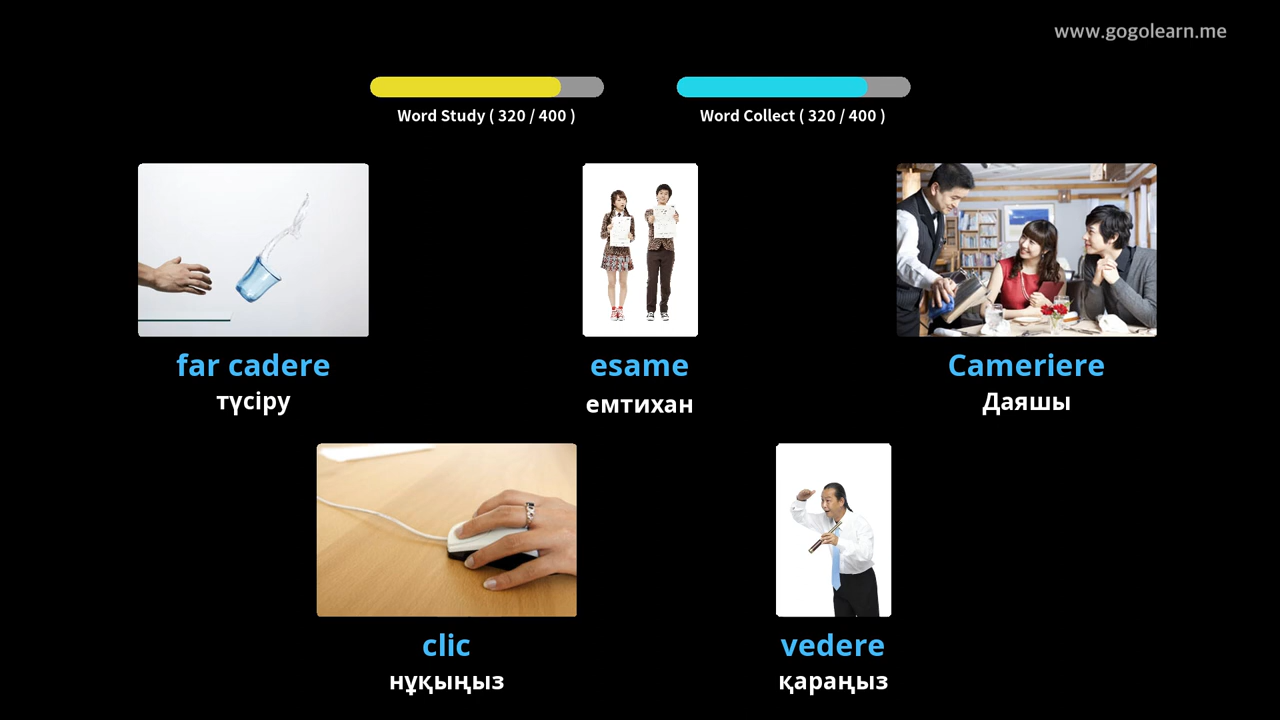 www.gogolearn.me
Word Study ( 320 / 400 )
Word Collect ( 320 / 400 )
far cadere
түсіру
esame
емтихан
Cameriere
Даяшы
clic
нұқыңыз
vedere
қараңыз